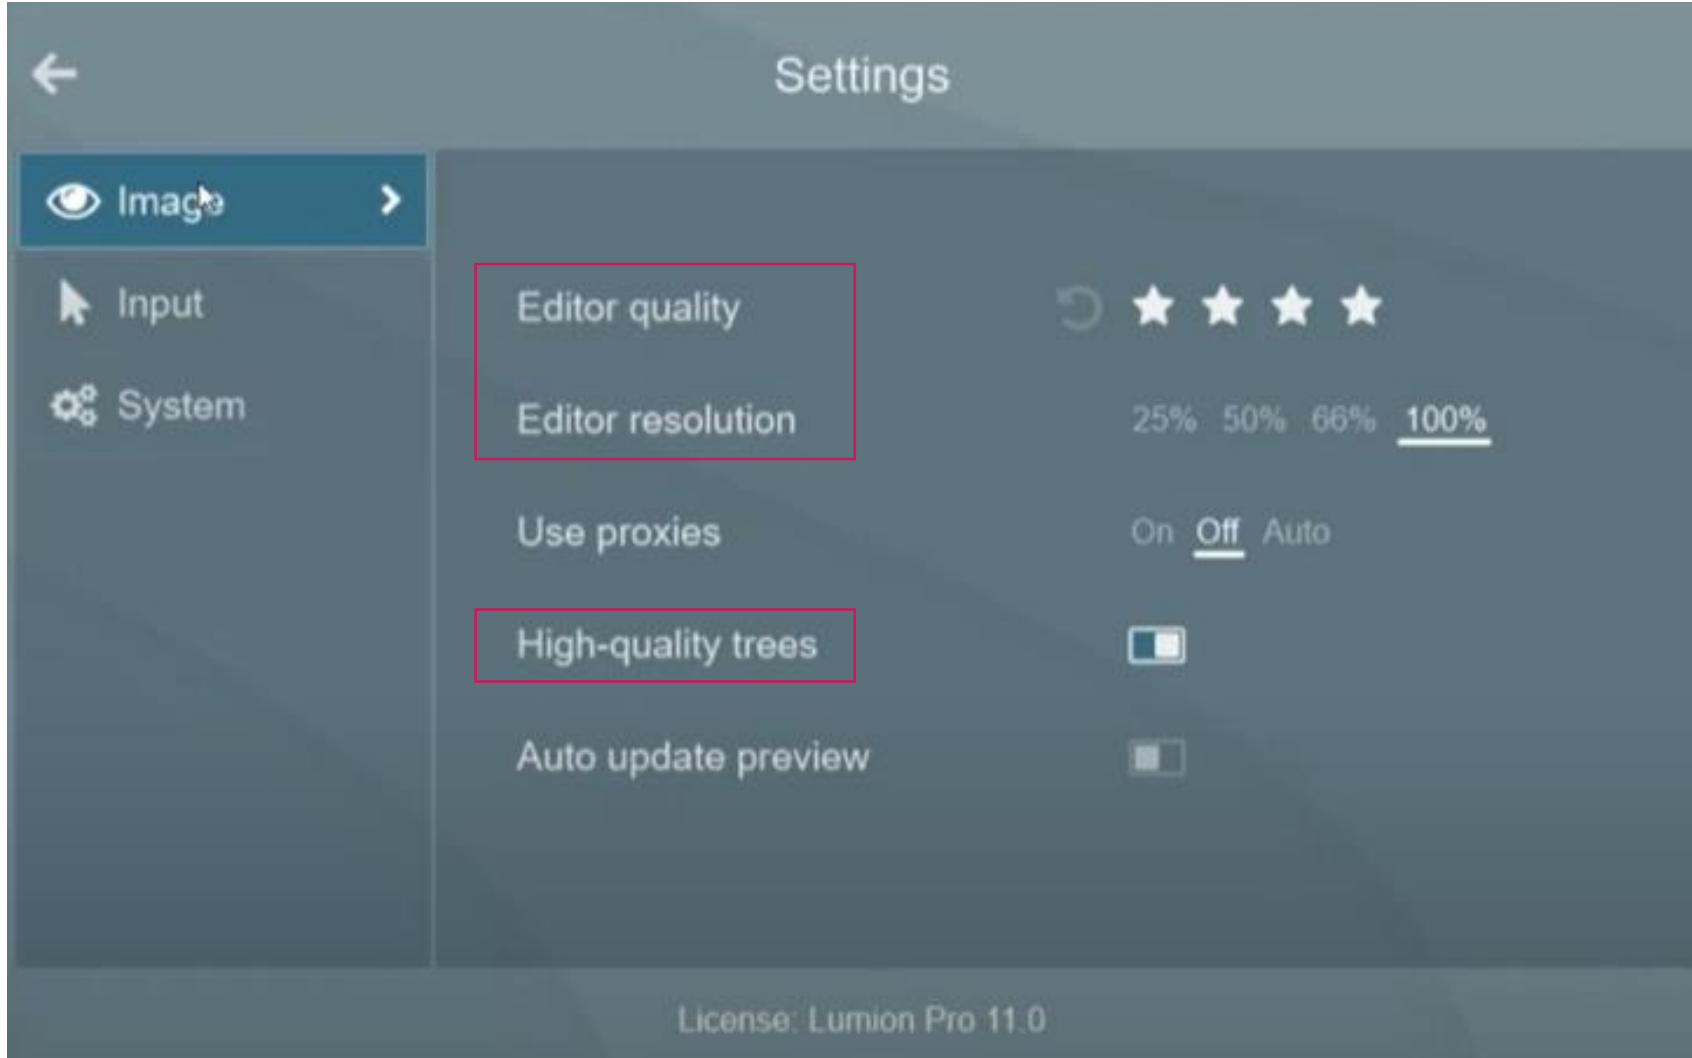 Settings
Image
Input
System
Editor quality
Editor resolution 25% 50% 66% 100%
Use proxies On Off Auto
High-quality trees
Auto update preview
License: Lumion Pro 11.0